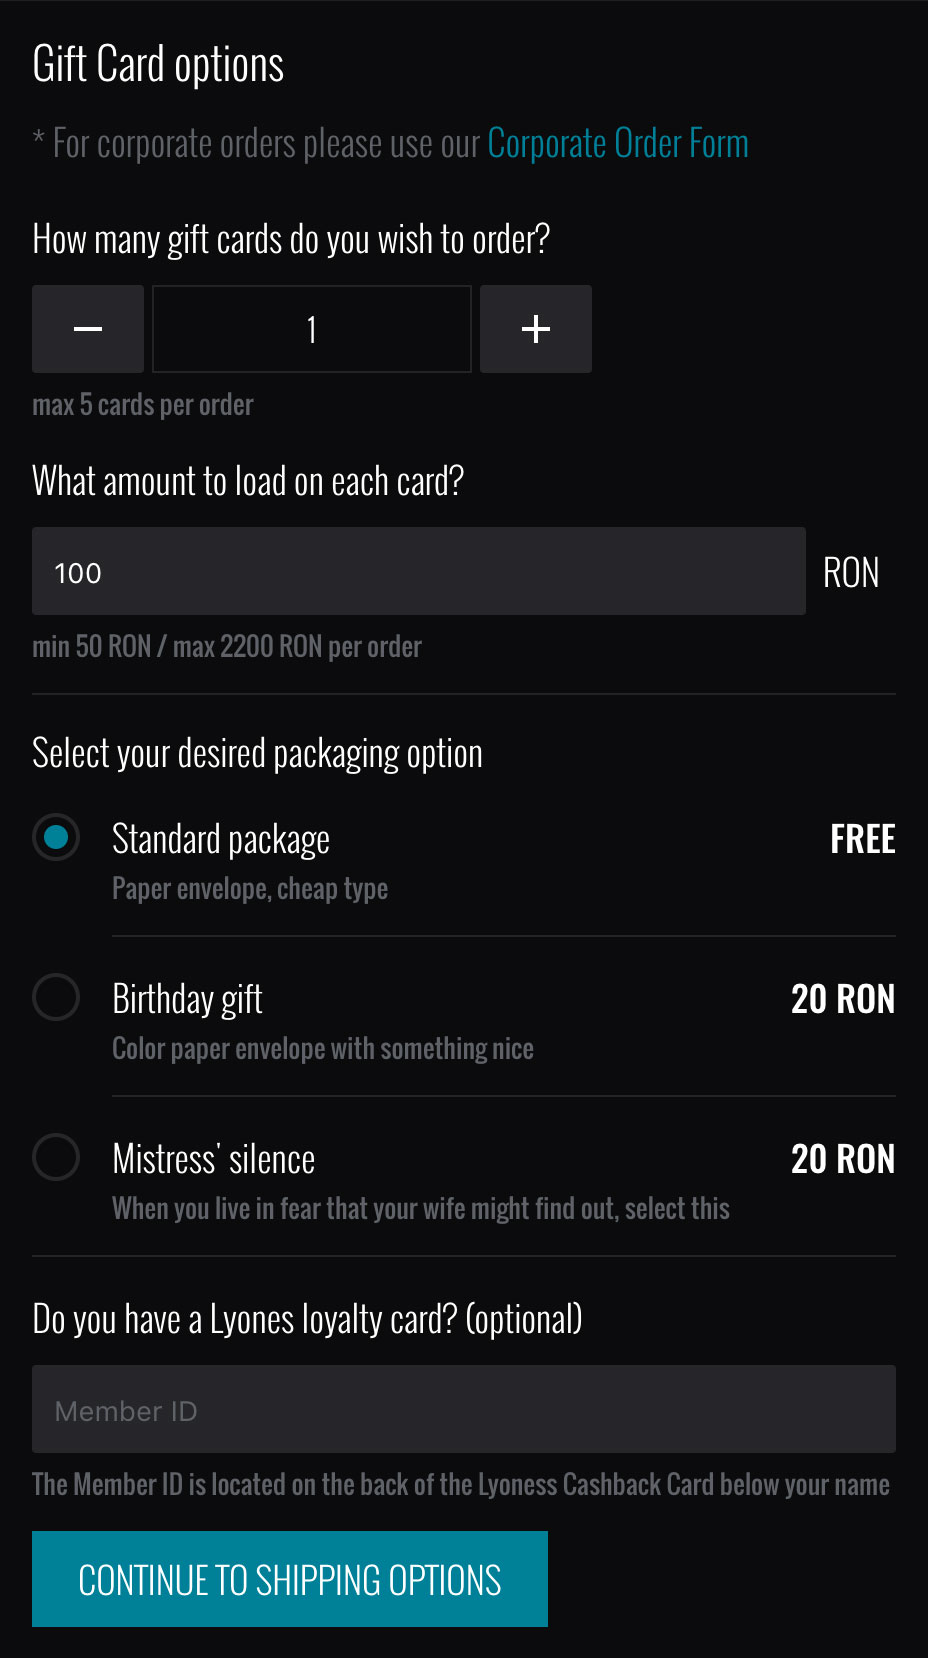 Gift Card options
* For corporate orders please use our Corporate Order Form
How many gift cards do you wish to order?
− 1 +
max 5 cards per order
What amount to load on each card?
100 RON
min 50 RON / max 2200 RON per order
Select your desired packaging option
Standard package FREE
Paper envelope, cheap type
Birthday gift 20 RON
Color paper envelope with something nice
Mistress' silence 20 RON
When you live in fear that your wife might find out, select this
Do you have a Lyones loyalty card? (optional)
Member ID
The Member ID is located on the back of the Lyoness Cashback Card below your name
CONTINUE TO SHIPPING OPTIONS